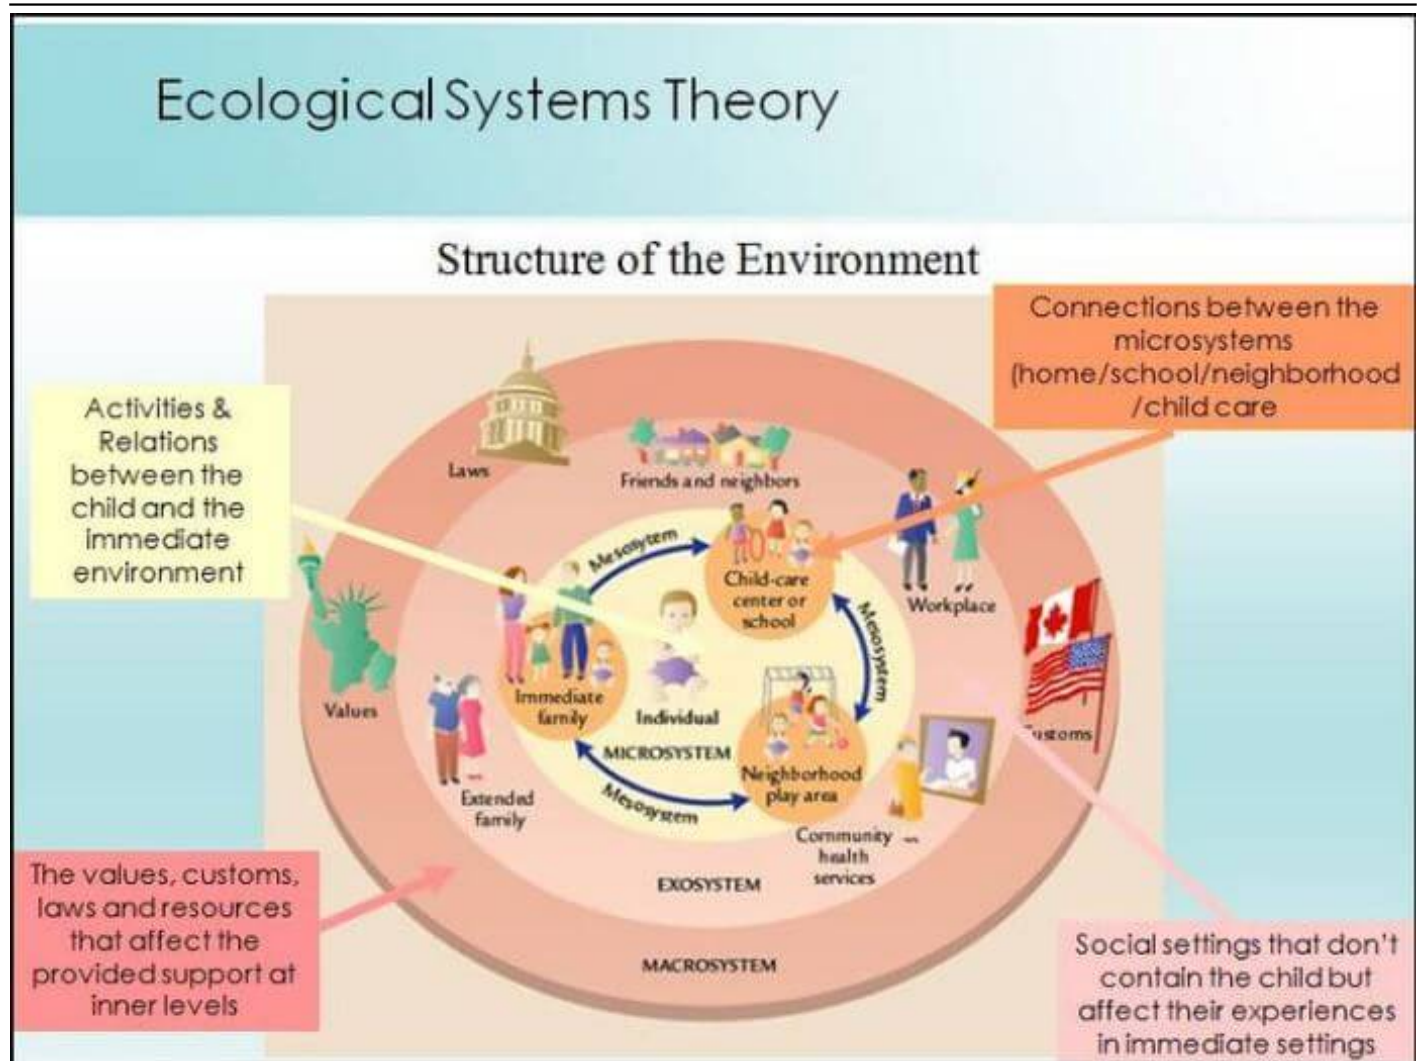 Ecological Systems Theory
Structure of the Environment
Connections between the
microsystems
(home/school/neighborhood
/child care
Activities &
Relations
between the
child and the
immediate
environment
Laws
Friends and neighbors
Mesoytem
Child-care
center or
school
Workplace
Mesosystem
Values
Immediate
family
Individual
MICROSYSTEM
Customs
Neighborhood
play area
Mesosystem
Extended
family
Community
health
services
EXOSYSTEM
MACROSYSTEM
The values, customs,
laws and resources
that affect the
provided support at
inner levels
Social settings that don't
contain the child but
affect their experiences
in immediate settings